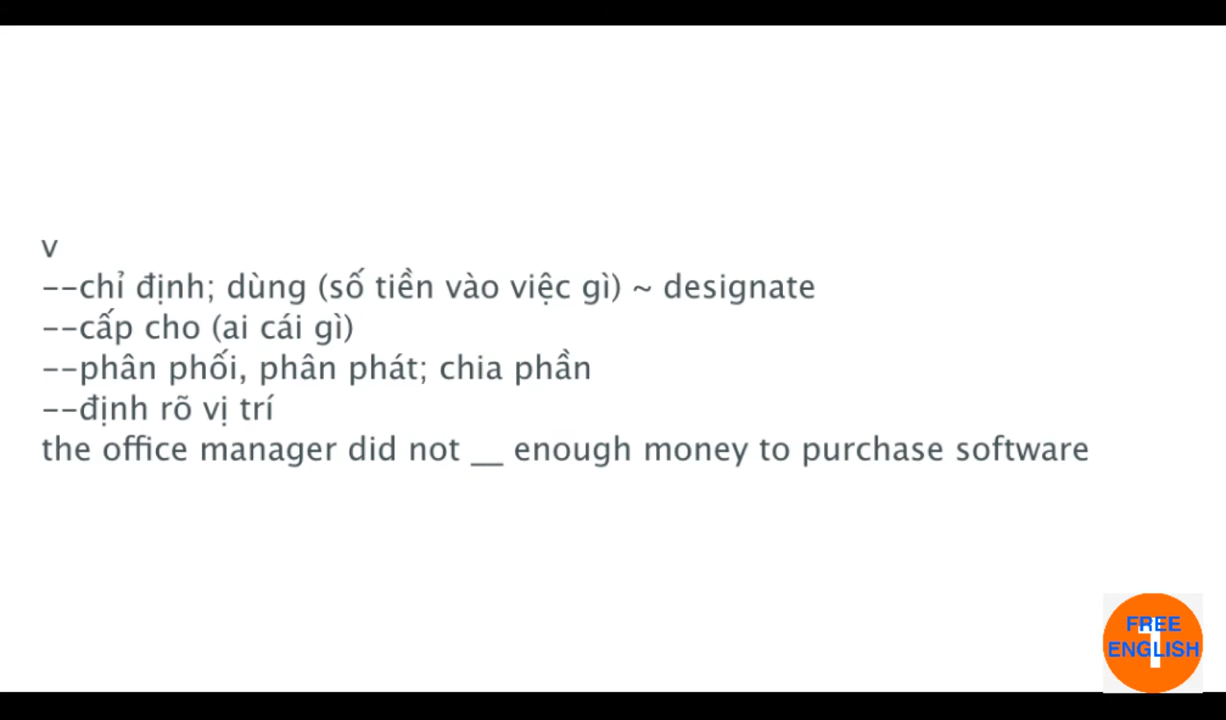 v
--chỉ định; dùng (số tiền vào việc gì) ~ designate
--cấp cho (ai cái gì)
--phân phối, phân phát; chia phần
--định rõ vị trí
the office manager did not __ enough money to purchase software
FREE
1
ENGLISH